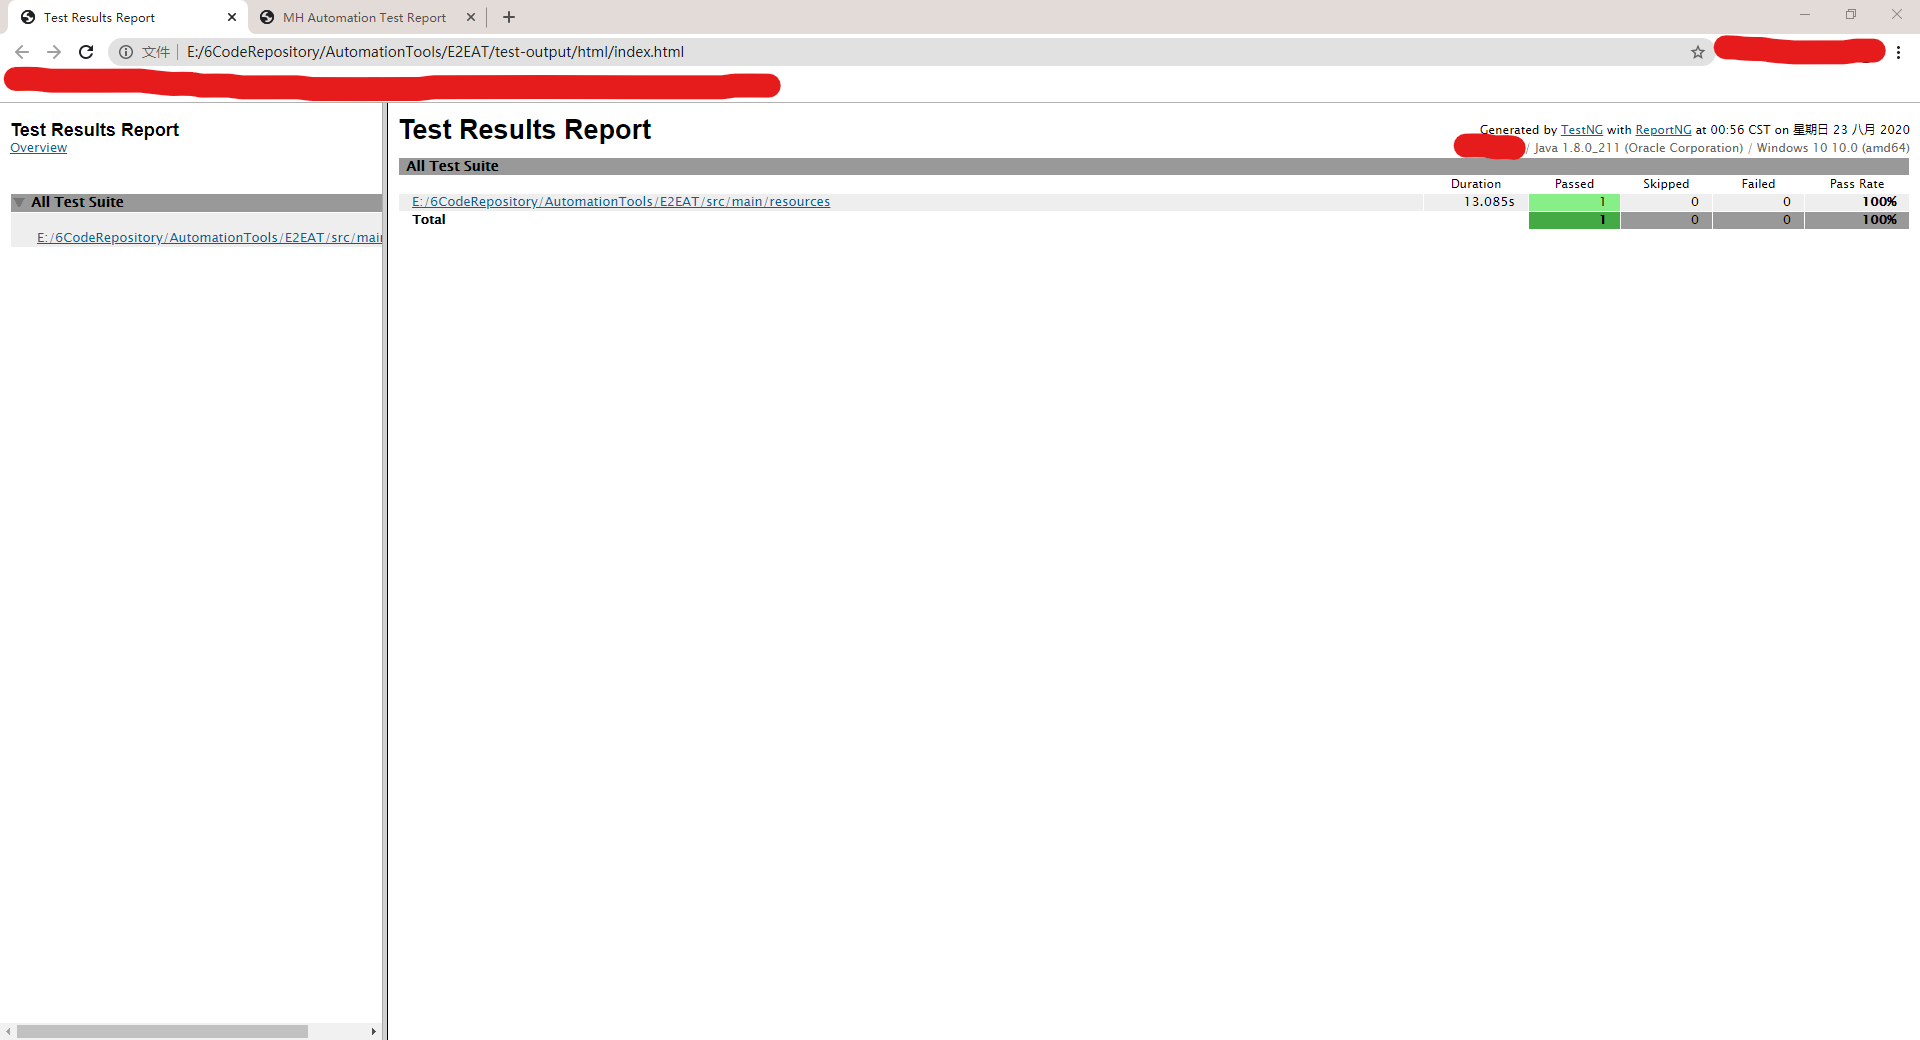 Test Results Report
MH Automation Test Report
文件 E:/6CodeRepository/AutomationTools/E2EAT/test-output/html/index.html
Test Results Report
Overview
All Test Suite
E:/6CodeRepository/AutomationTools/E2EAT/src/mai
Test Results Report
Generated by TestNG with ReportNG at 00:56 CST on 星期日 23 八月 2020
/ Java 1.8.0_211 (Oracle Corporation) / Windows 10 10.0 (amd64)
All Test Suite
Duration Passed Skipped Failed Pass Rate
E:/6CodeRepository/AutomationTools/E2EAT/src/main/resources 13.085s 1 0 0 100%
Total 1 0 0 100%